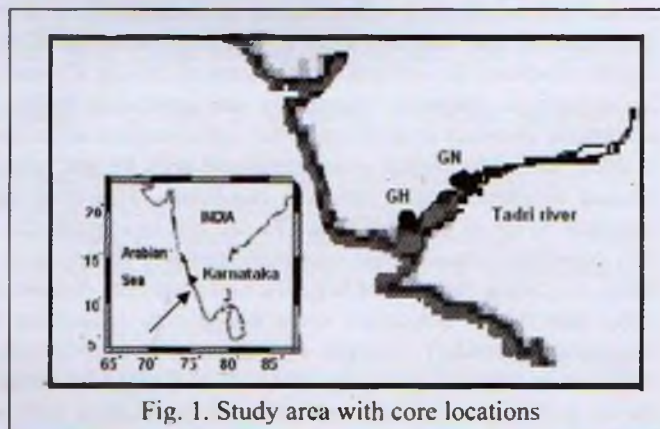 GN
GH
Tadri river
INDIA
Arabian
Sea
Karnataka
20
15
10
5
65° 70° 75° 80° 85°
Fig. 1. Study area with core locations